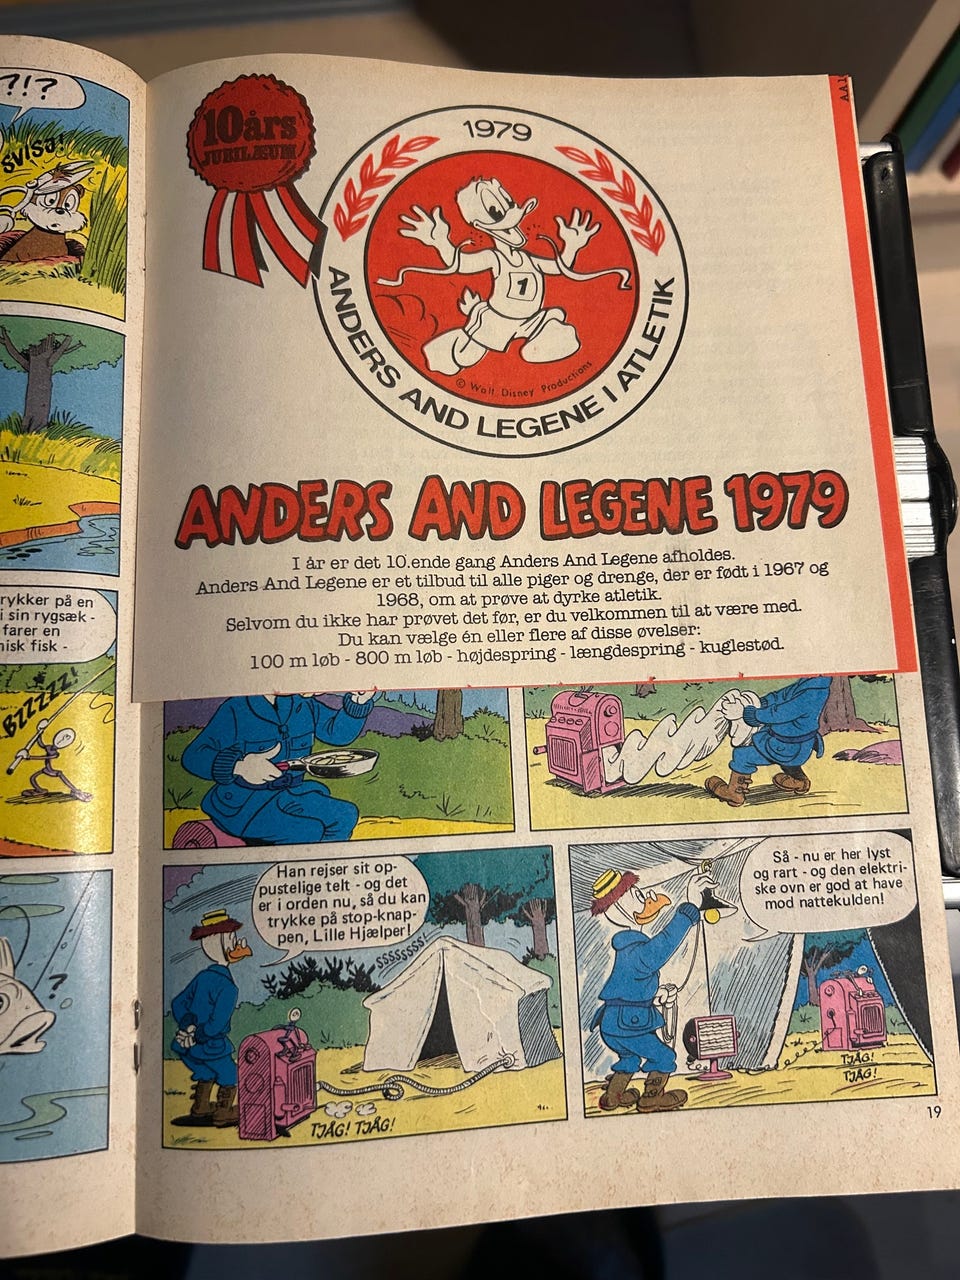 ?!?
SVISJ!
rykker på en
i sin rygsæk -
farer en
isk fisk -
BZZZZZ!
?
A.A.1
10 års
JUBILÆUM
1979
1
© Walt Disney Productions
ANDERS AND LEGENE I ATLETIK
ANDERS AND LEGENE 1979
I år er det 10.ende gang Anders And Legene afholdes.
Anders And Legene er et tilbud til alle piger og drenge, der er født i 1967 og
1968, om at prøve at dyrke atletik.
Selvom du ikke har prøvet det før, er du velkommen til at være med.
Du kan vælge én eller flere af disse øvelser:
100 m løb - 800 m løb - højdespring - længdespring - kuglestød.
Han rejser sit op-
pustelige telt - og det
er i orden nu, så du kan
trykke på stop-knap-
pen, Lille Hjælper!
SSSSSSSS!
TJÅG! TJÅG!
Så - nu er her lyst
og rart - og den elektri-
ske ovn er god at have
mod nattekulden!
TJÅG!
TJÅG!
19